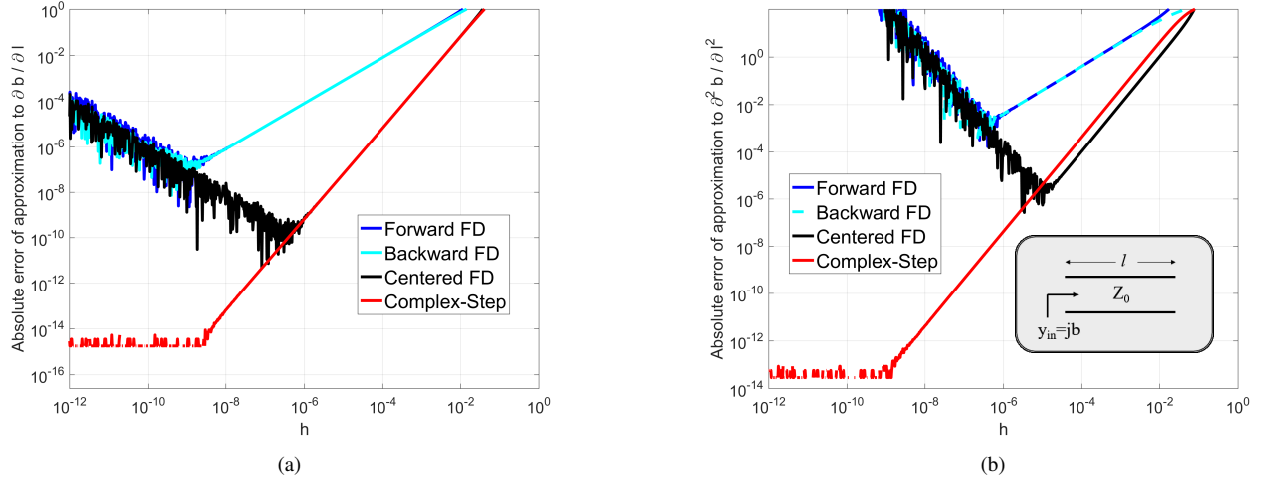 Absolute error of approximation to ∂ b / ∂ l
10^0
10^-2
10^-4
10^-6
10^-8
10^-10
10^-12
10^-14
10^-16
Forward FD
Backward FD
Centered FD
Complex-Step
10^-12
10^-10
10^-8
10^-6
10^-4
10^-2
10^0
h
(a)
Absolute error of approximation to ∂^2 b / ∂ l^2
10^0
10^-2
10^-4
10^-6
10^-8
10^-10
10^-12
10^-14
Forward FD
Backward FD
Centered FD
Complex-Step
l
Z_0
y_in=jb
10^-12
10^-10
10^-8
10^-6
10^-4
10^-2
10^0
h
(b)